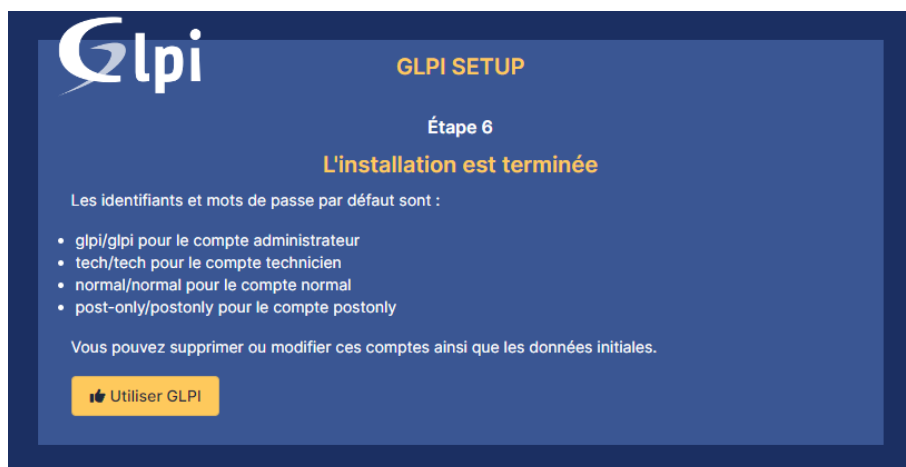 Glpi
GLPI SETUP
Étape 6
L'installation est terminée
Les identifiants et mots de passe par défaut sont :
• glpi/glpi pour le compte administrateur
• tech/tech pour le compte technicien
• normal/normal pour le compte normal
• post-only/postonly pour le compte postonly
Vous pouvez supprimer ou modifier ces comptes ainsi que les données initiales.
Utiliser GLPI